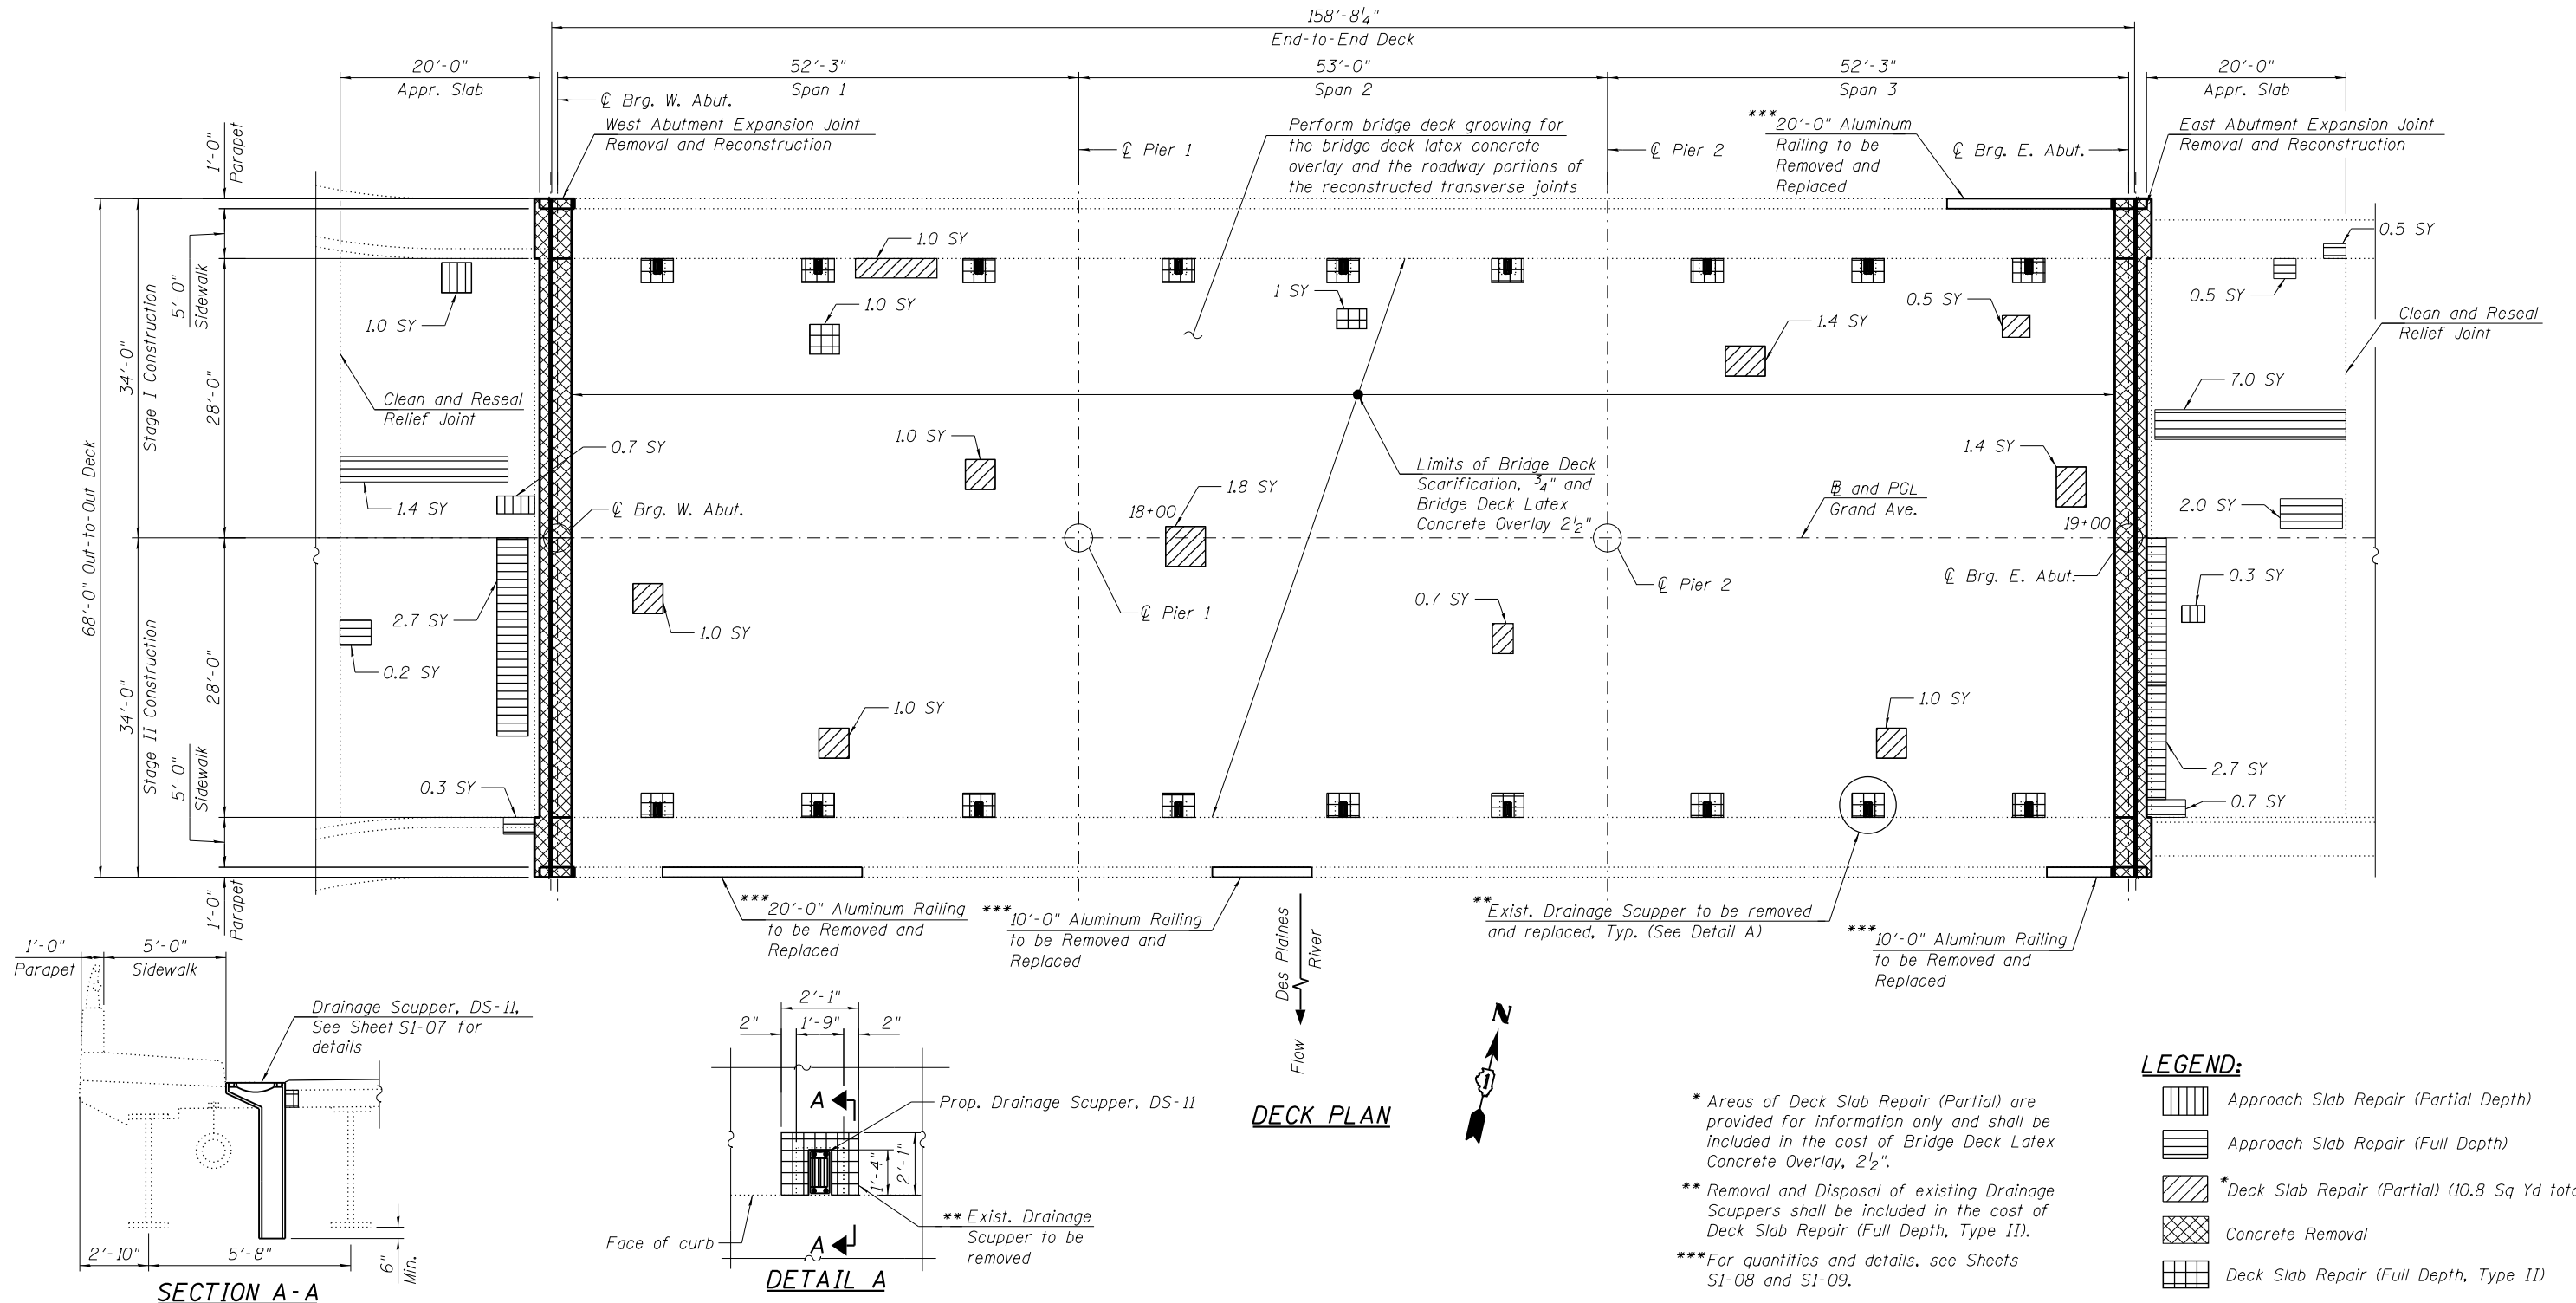 158'-8¼"
End-to-End Deck
20'-0"
Appr. Slab
52'-3"
Span 1
53'-0"
Span 2
52'-3"
Span 3
20'-0"
Appr. Slab
℄ Brg. W. Abut.
West Abutment Expansion Joint
Removal and Reconstruction
℄ Pier 1
Perform bridge deck grooving for
the bridge deck latex concrete
overlay and the roadway portions of
the reconstructed transverse joints
℄ Pier 2
***20'-0" Aluminum
Railing to be
Removed and
Replaced
℄ Brg. E. Abut.
East Abutment Expansion Joint
Removal and Reconstruction
1'-0"
Parapet
5'-0"
Sidewalk
34'-0"
Stage I Construction
28'-0"
68'-0" Out-to-Out Deck
34'-0"
Stage II Construction
28'-0"
5'-0"
Sidewalk
1'-0"
Parapet
1.0 SY
Clean and Reseal
Relief Joint
1.4 SY
0.7 SY
℄ Brg. W. Abut.
2.7 SY
0.2 SY
0.3 SY
1.0 SY
1.0 SY
1 SY
0.5 SY
1.4 SY
1.0 SY
1.8 SY
18+00
Limits of Bridge Deck
Scarification, ¾" and
Bridge Deck Latex
Concrete Overlay 2½"
℄ Pier 1
1.0 SY
1.0 SY
0.7 SY
℄ Pier 2
1.0 SY
1.4 SY
ⴺ and PGL
Grand Ave.
19+00
℄ Brg. E. Abut.
0.5 SY
0.5 SY
Clean and Reseal
Relief Joint
7.0 SY
2.0 SY
0.3 SY
2.7 SY
0.7 SY
***20'-0" Aluminum Railing
to be Removed and
Replaced
***10'-0" Aluminum Railing
to be Removed and
Replaced
Des Plaines
River
Flow
**Exist. Drainage Scupper to be removed
and replaced, Typ. (See Detail A)
***10'-0" Aluminum Railing
to be Removed and
Replaced
1'-0"
Parapet
5'-0"
Sidewalk
Drainage Scupper, DS-11,
See Sheet S1-07 for
details
2'-10"
5'-8"
6"
Min.
SECTION A-A
2'-1"
2"
1'-9"
2"
A
Prop. Drainage Scupper, DS-11
1'-4"
2'-1"
Face of curb
A
** Exist. Drainage
Scupper to be
removed
DETAIL A
N
1
DECK PLAN
* Areas of Deck Slab Repair (Partial) are
provided for information only and shall be
included in the cost of Bridge Deck Latex
Concrete Overlay, 2½".
** Removal and Disposal of existing Drainage
Scuppers shall be included in the cost of
Deck Slab Repair (Full Depth, Type II).
***For quantities and details, see Sheets
S1-08 and S1-09.
LEGEND:
Approach Slab Repair (Partial Depth)
Approach Slab Repair (Full Depth)
*Deck Slab Repair (Partial) (10.8 Sq Yd
Concrete Removal
Deck Slab Repair (Full Depth, Type II)